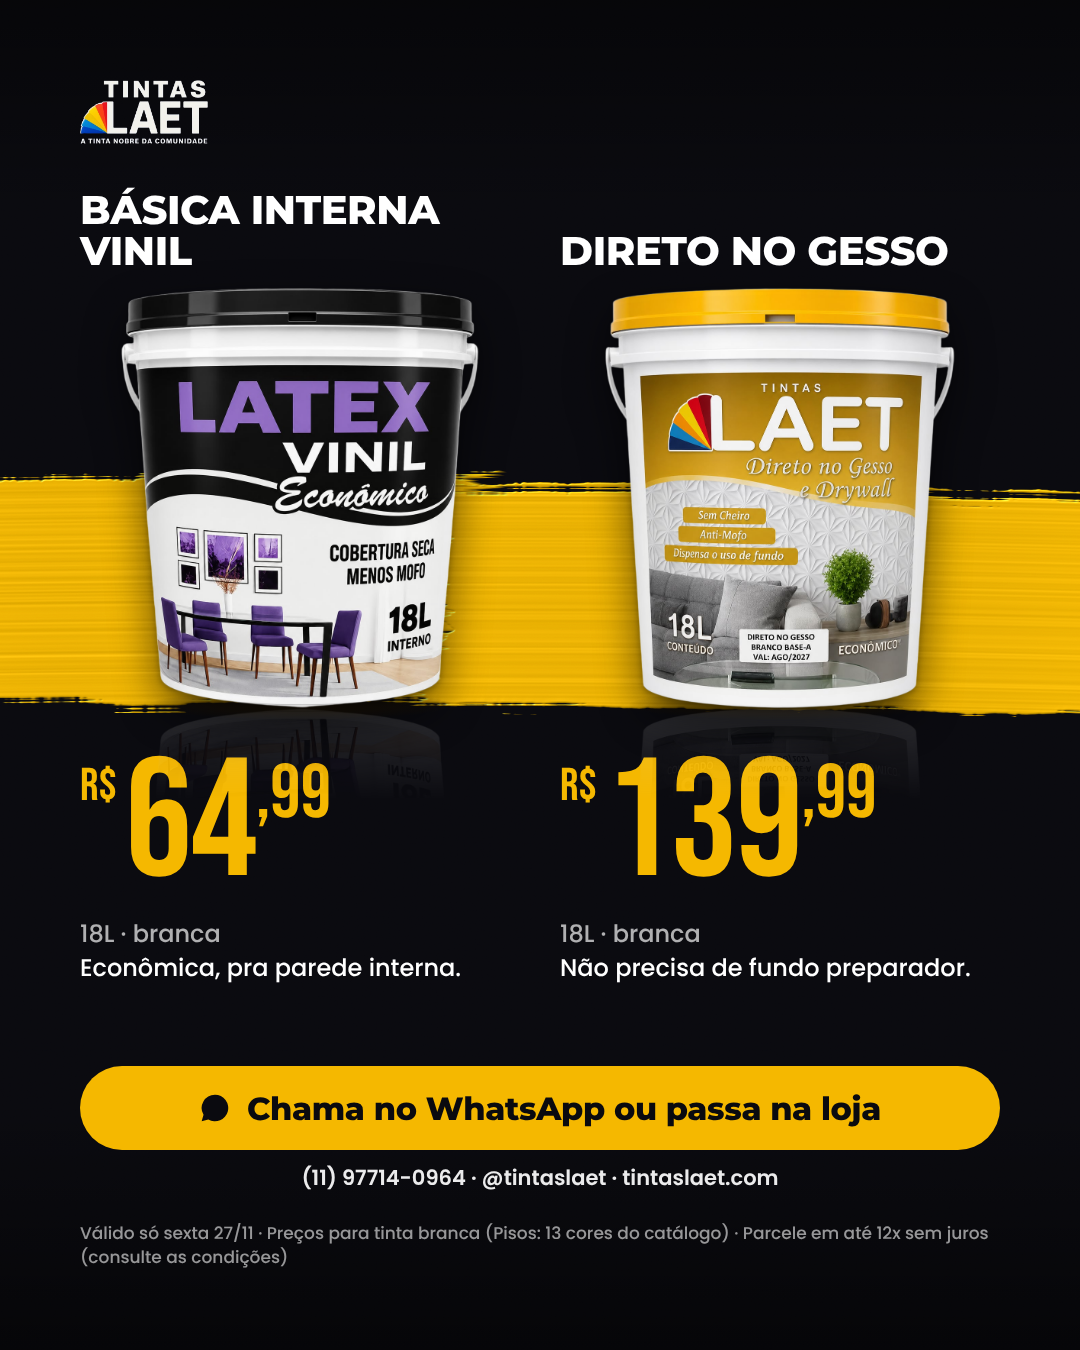 TINTAS
LAET
A TINTA NOBRE DA COMUNIDADE
BÁSICA INTERNA
VINIL
DIRETO NO GESSO
LATEX
VINIL
Econômico
COBERTURA SECA
MENOS MOFO
18L
INTERNO
TINTAS
LAET
Direto no Gesso
e Drywall
Sem Cheiro
Anti-Mofo
Dispensa o uso de fundo
18L
CONTEÚDO
DIRETO NO GESSO
BRANCO BASE-A
VAL: AGO/2027
ECONÔMICO
R$ 64,99
R$ 139,99
18L · branca
Econômica, pra parede interna.
18L · branca
Não precisa de fundo preparador.
Chama no WhatsApp ou passa na loja
(11) 97714-0964 · @tintaslaet · tintaslaet.com
Válido só sexta 27/11 · Preços para tinta branca (Pisos: 13 cores do catálogo) · Parcele em até 12x sem juros
(consulte as condições)